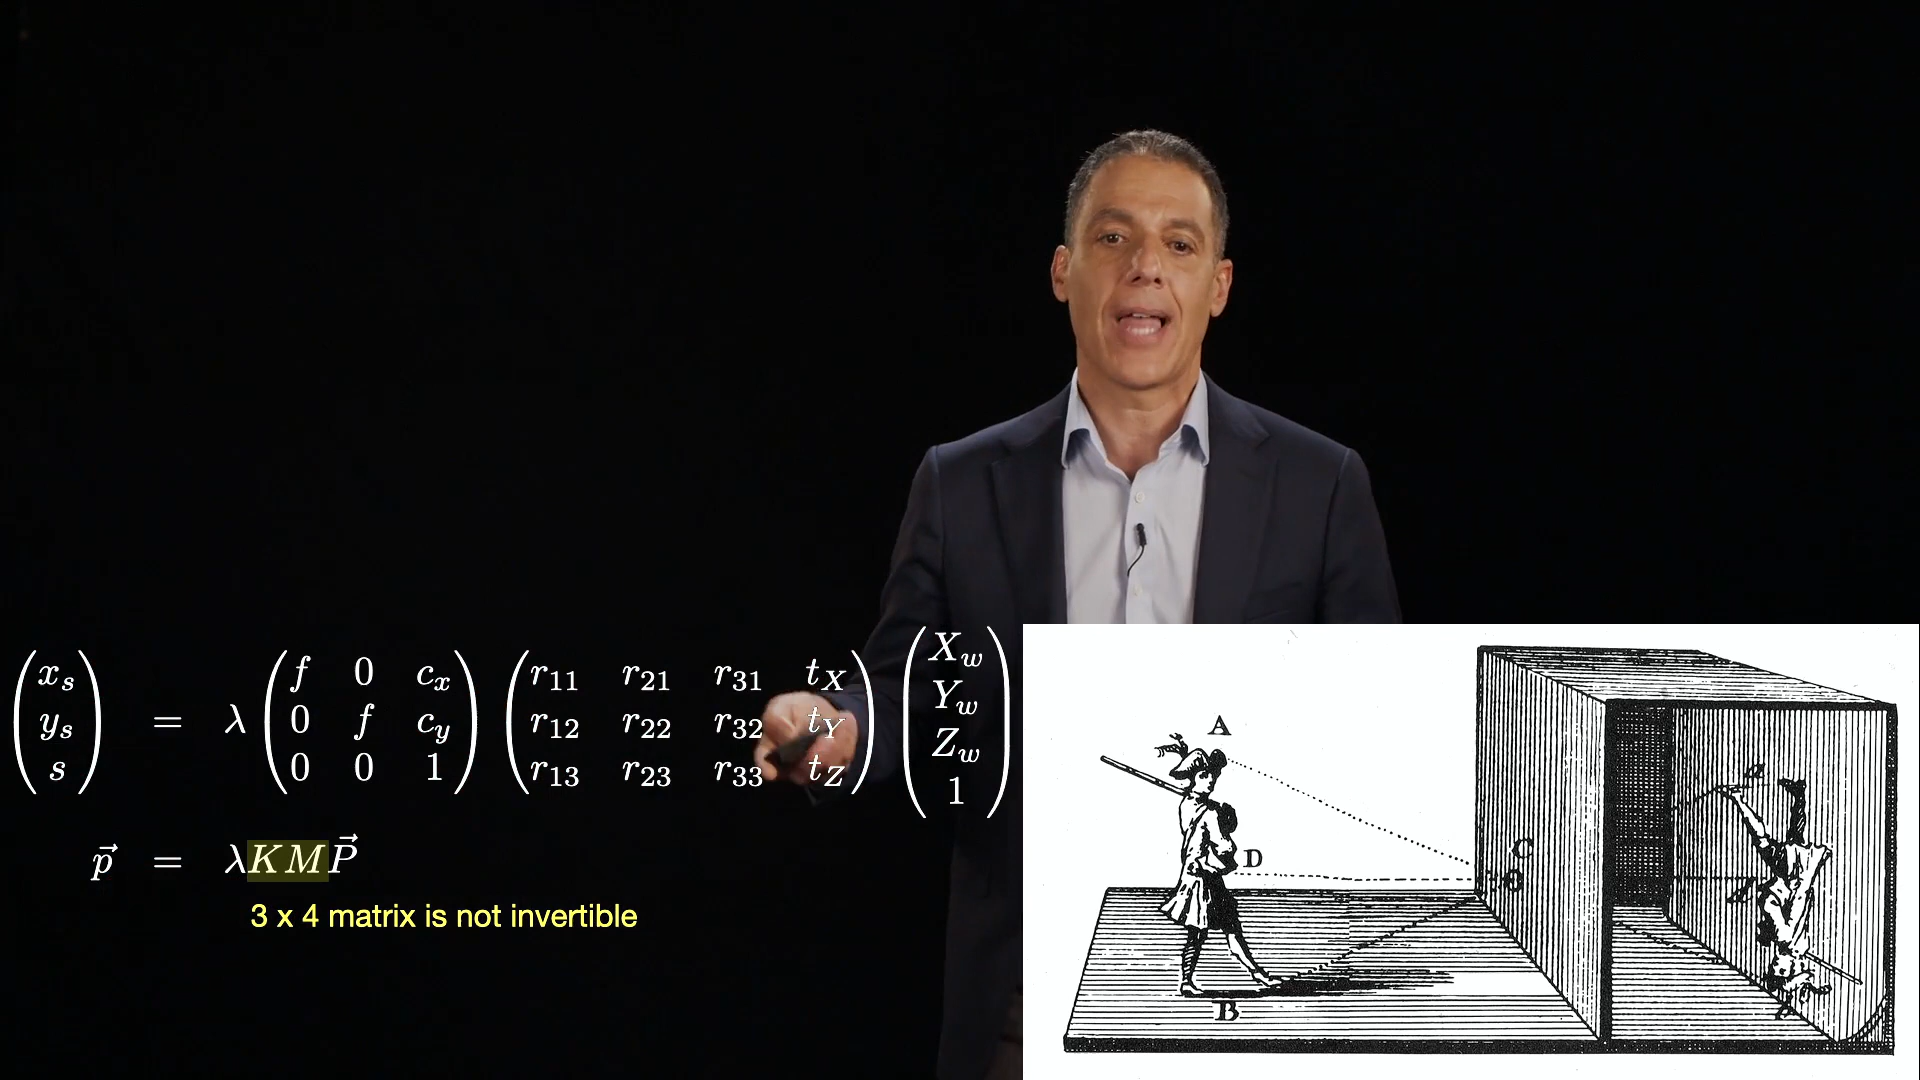 (x_s) = λ (f 0 c_x) (r_11 r_21 r_31 t_X) (X_w)
(y_s) (0 f c_y) (r_12 r_22 r_32 t_Y) (Y_w)
(s) (0 0 1) (r_13 r_23 r_33 t_Z) (Z_w)
(1)
p⃗ = λKMP⃗
3 x 4 matrix is not invertible
A
D
B
C
O
a
d
b